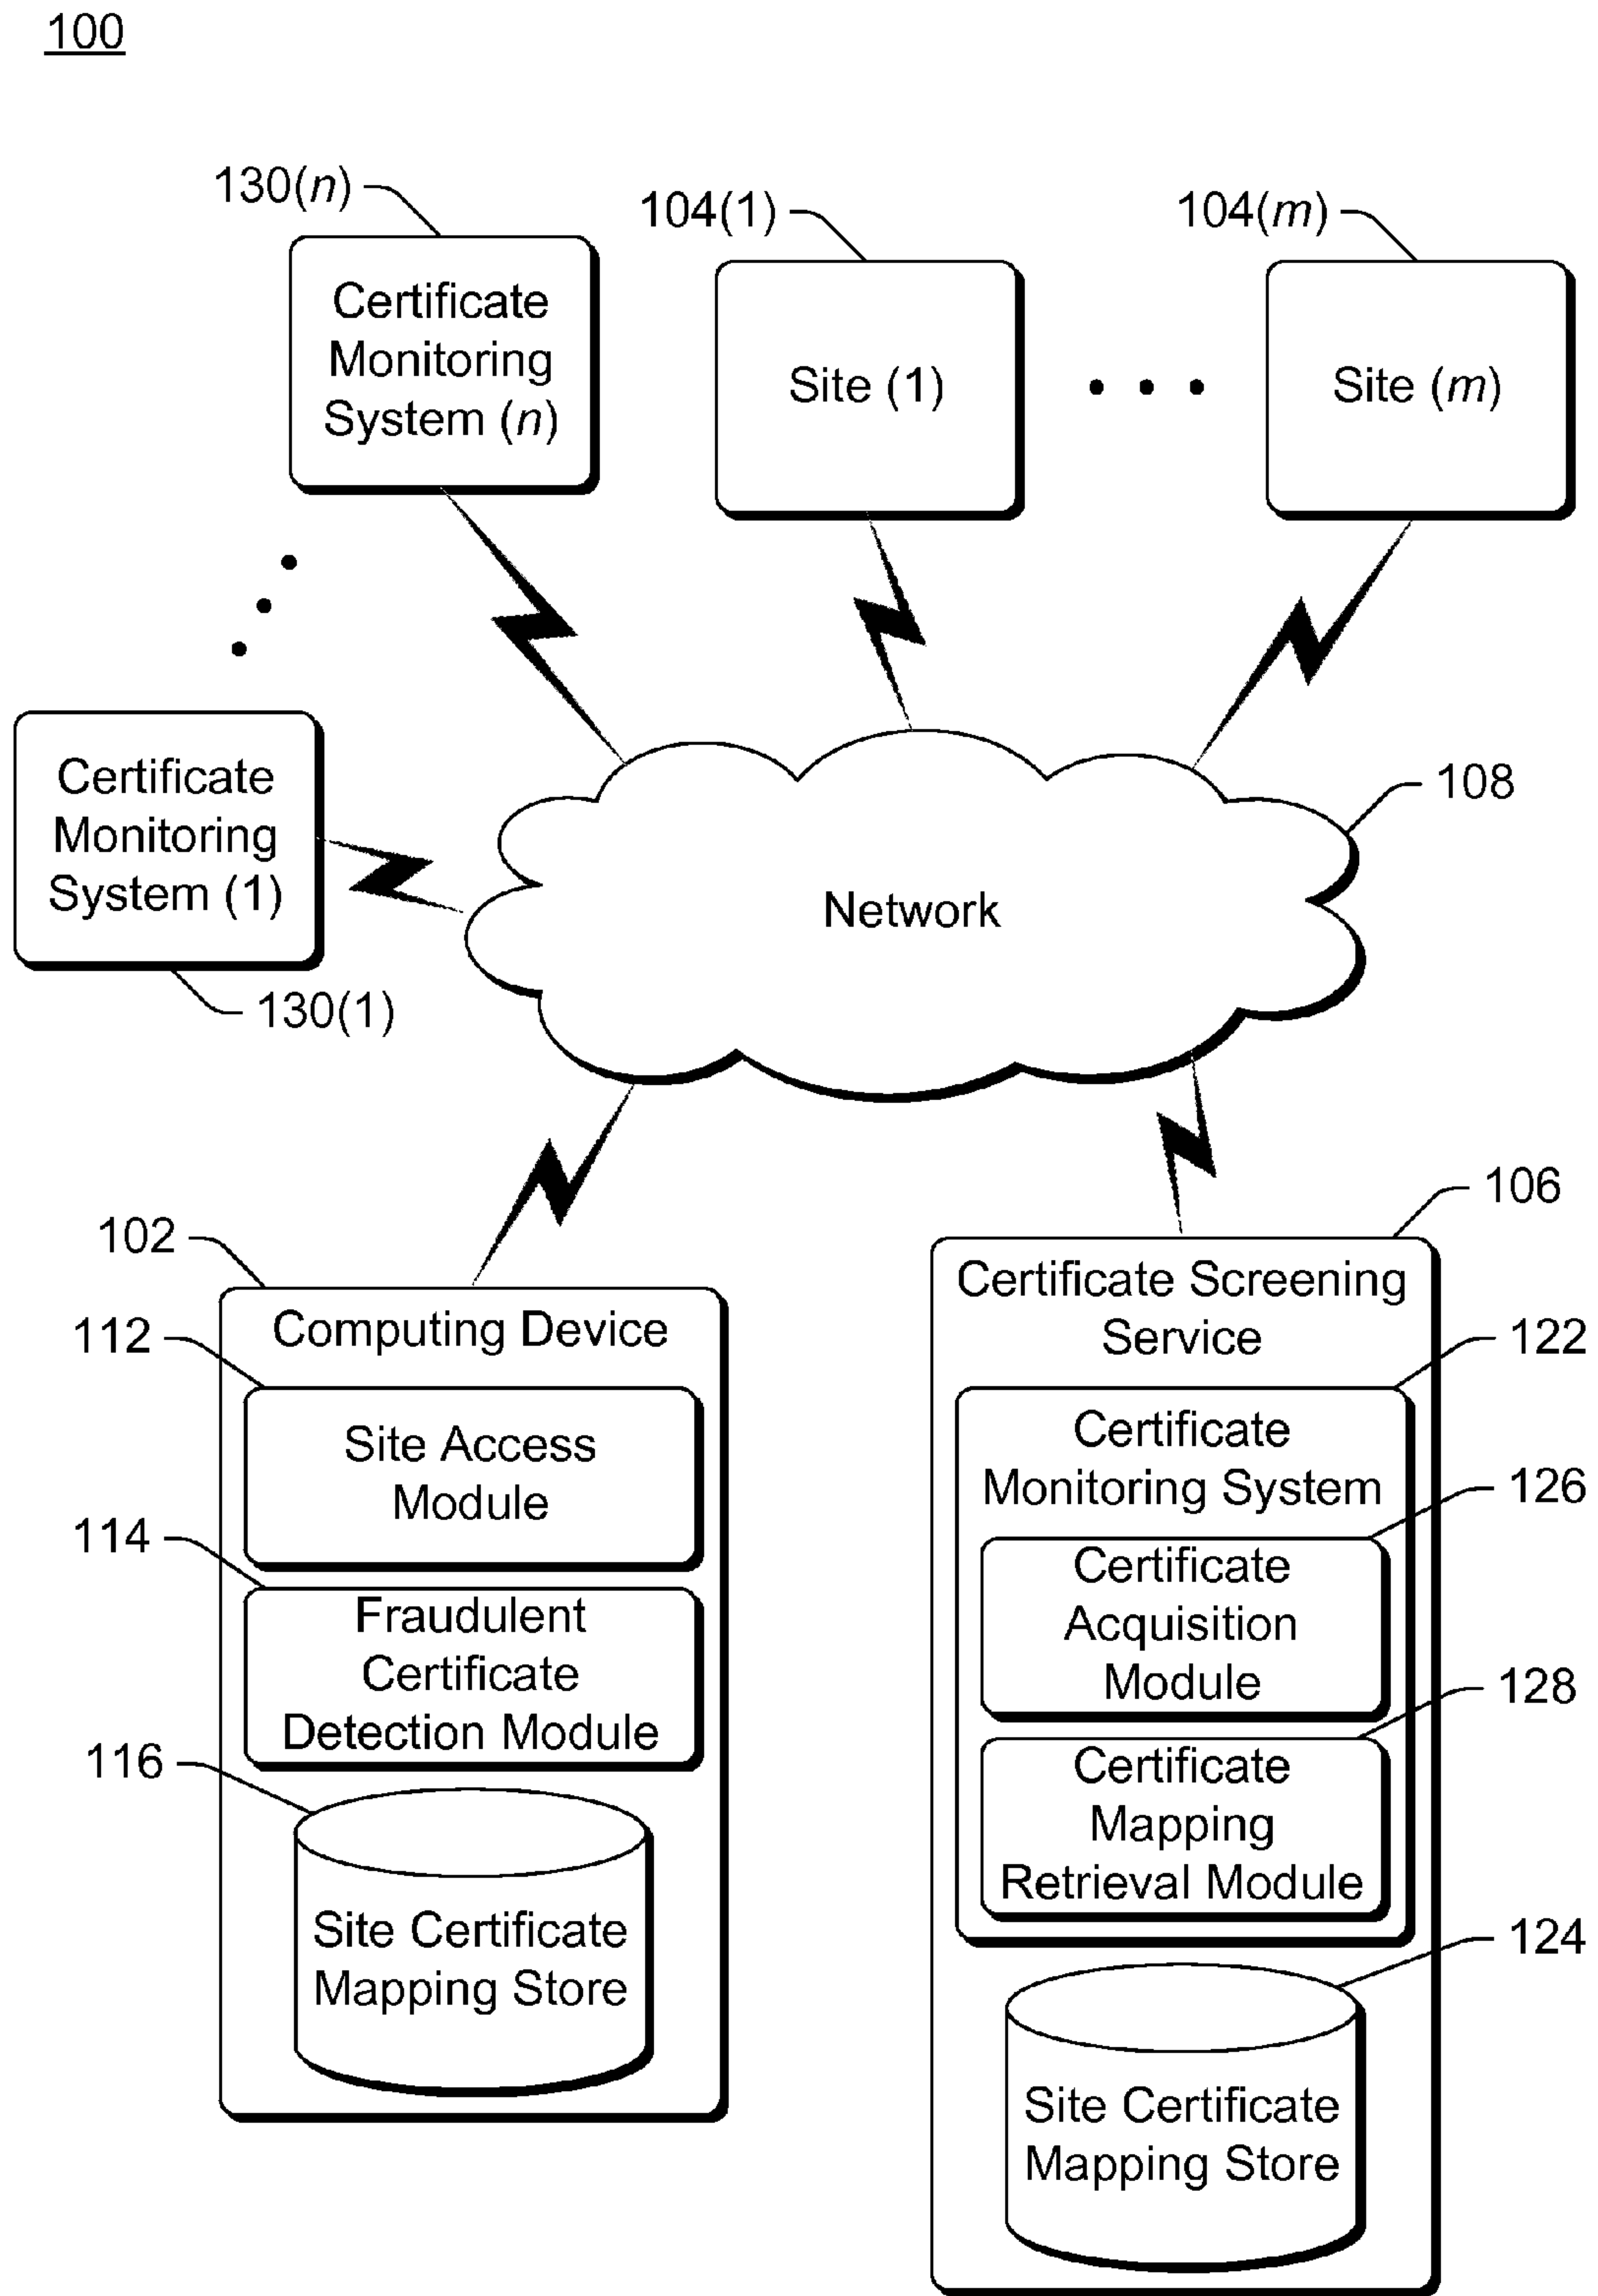 100
130(n)
104(1)
104(m)
Certificate
Monitoring
System (n)
Site (1)
Site (m)
Certificate
Monitoring
System (1)
130(1)
108
Network
102
Computing Device
112
Site Access
Module
114
Fraudulent
Certificate
Detection Module
116
Site Certificate
Mapping Store
106
Certificate Screening
Service
122
Certificate
Monitoring System
126
Certificate
Acquisition
Module
128
Certificate
Mapping
Retrieval Module
124
Site Certificate
Mapping Store